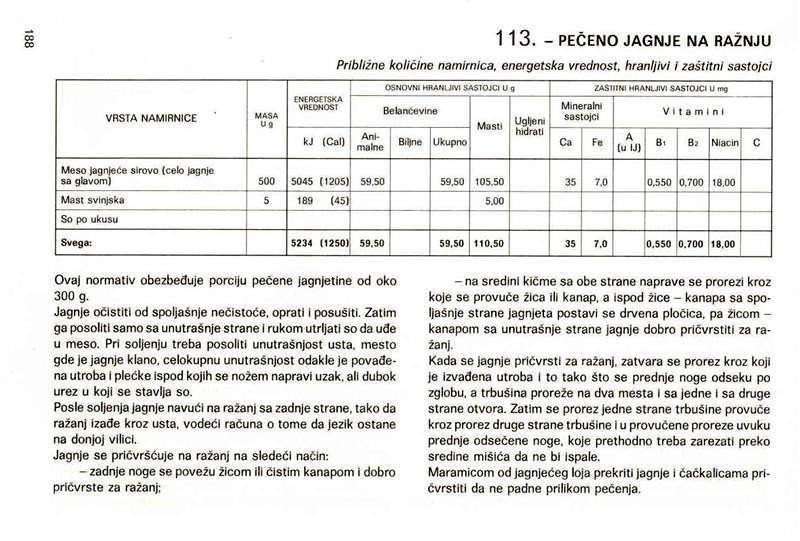 188
113. – PEČENO JAGNJE NA RAŽNJU
Približne količine namirnica, energetska vrednost, hranljivi i zaštitni sastojci
VRSTA NAMIRNICE MASA U g ENERGETSKA VREDNOST OSNOVNI HRANLJIVI SASTOJCI U g ZAŠTITNI HRANLJIVI SASTOJCI U mg
Belančevine Masti Ugljeni hidrati Mineralni sastojci Vitamini
kJ (Cal) Ani-malne Biljne Ukupno Ca Fe A (u IJ) B1 B2 Niacin C
Meso jagnjeće sirovo (celo jagnje
sa glavom) 500 5045 (1205) 59,50 59,50 105,50 35 7,0 0,550 0,700 18,00
Mast svinjska 5 189 (45) 5,00
So po ukusu
Svega: 5234 (1250) 59,50 59,50 110,50 35 7,0 0,550 0,700 18,00
Ovaj normativ obezbeđuje porciju pečene jagnjetine od oko
300 g.
Jagnje očistiti od spoljašnje nečistoće, oprati i posušiti. Zatim
ga posoliti samo sa unutrašnje strane i rukom utrljati so da uđe
u meso. Pri soljenju treba posoliti unutrašnjost usta, mesto
gde je jagnje klano, celokupnu unutrašnjost odakle je povađe-
na utroba i plećke ispod kojih se nožem napravi uzak, ali dubok
urez u koji se stavlja so.
Posle soljenja jagnje navući na ražanj sa zadnje strane, tako da
ražanj izađe kroz usta, vodeći računa o tome da jezik ostane
na donjoj vilici.
Jagnje se pričvršćuje na ražanj na sledeći način:
– zadnje noge se povežu žicom ili čistim kanapom i dobro
pričvrste za ražanj;
– na sredini kičme sa obe strane naprave se prorezi kroz
koje se provuče žica ili kanap, a ispod žice – kanapa sa spo-
ljašnje strane jagnjeta postavi se drvena pločica, pa žicom –
kanapom sa unutrašnje strane jagnje dobro pričvrstiti za ra-
žanj.
Kada se jagnje pričvrsti za ražanj, zatvara se prorez kroz koji
je izvađena utroba i to tako što se prednje noge odseku po
zglobu, a trbušina proreže na dva mesta i sa jedne i sa druge
strane otvora. Zatim se prorez jedne strane trbušine provuče
kroz prorez druge strane trbušine i u provučene proreze uvuku
prednje odsečene noge, koje prethodno treba zarezati preko
sredine mišića da ne bi ispale.
Maramicom od jagnjećeg loja prekriti jagnje i čačkalicama pri-
čvrstiti da ne padne prilikom pečenja.